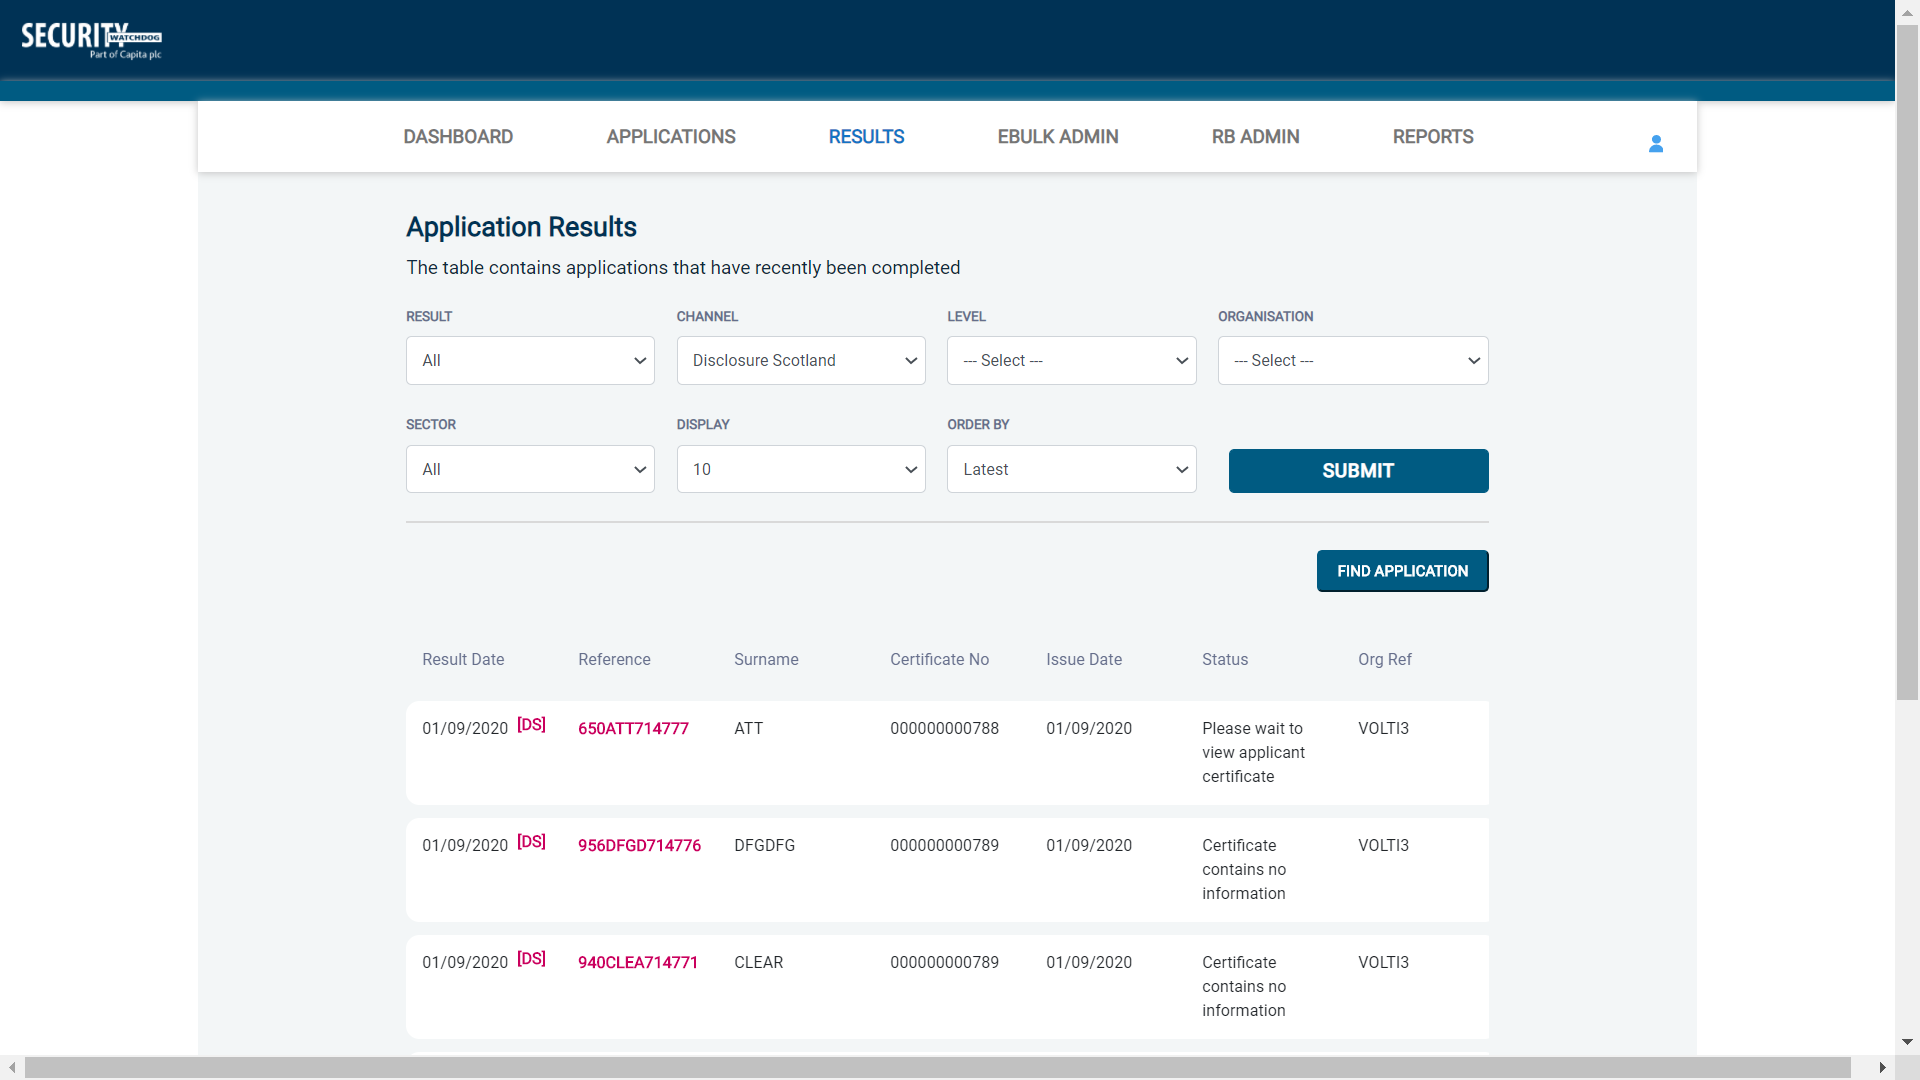 SECURITY WATCHDOG
Part of Capita plc
DASHBOARD APPLICATIONS RESULTS EBULK ADMIN RB ADMIN REPORTS
Application Results
The table contains applications that have recently been completed
RESULT CHANNEL LEVEL ORGANISATION
All Disclosure Scotland --- Select --- --- Select ---
SECTOR DISPLAY ORDER BY
All 10 Latest SUBMIT
FIND APPLICATION
Result Date Reference Surname Certificate No Issue Date Status Org Ref
01/09/2020 [DS] 650ATT714777 ATT 000000000788 01/09/2020 Please wait to VOLTI3
view applicant
certificate
01/09/2020 [DS] 956DFGD714776 DFGDFG 000000000789 01/09/2020 Certificate VOLTI3
contains no
information
01/09/2020 [DS] 940CLEA714771 CLEAR 000000000789 01/09/2020 Certificate VOLTI3
contains no
information